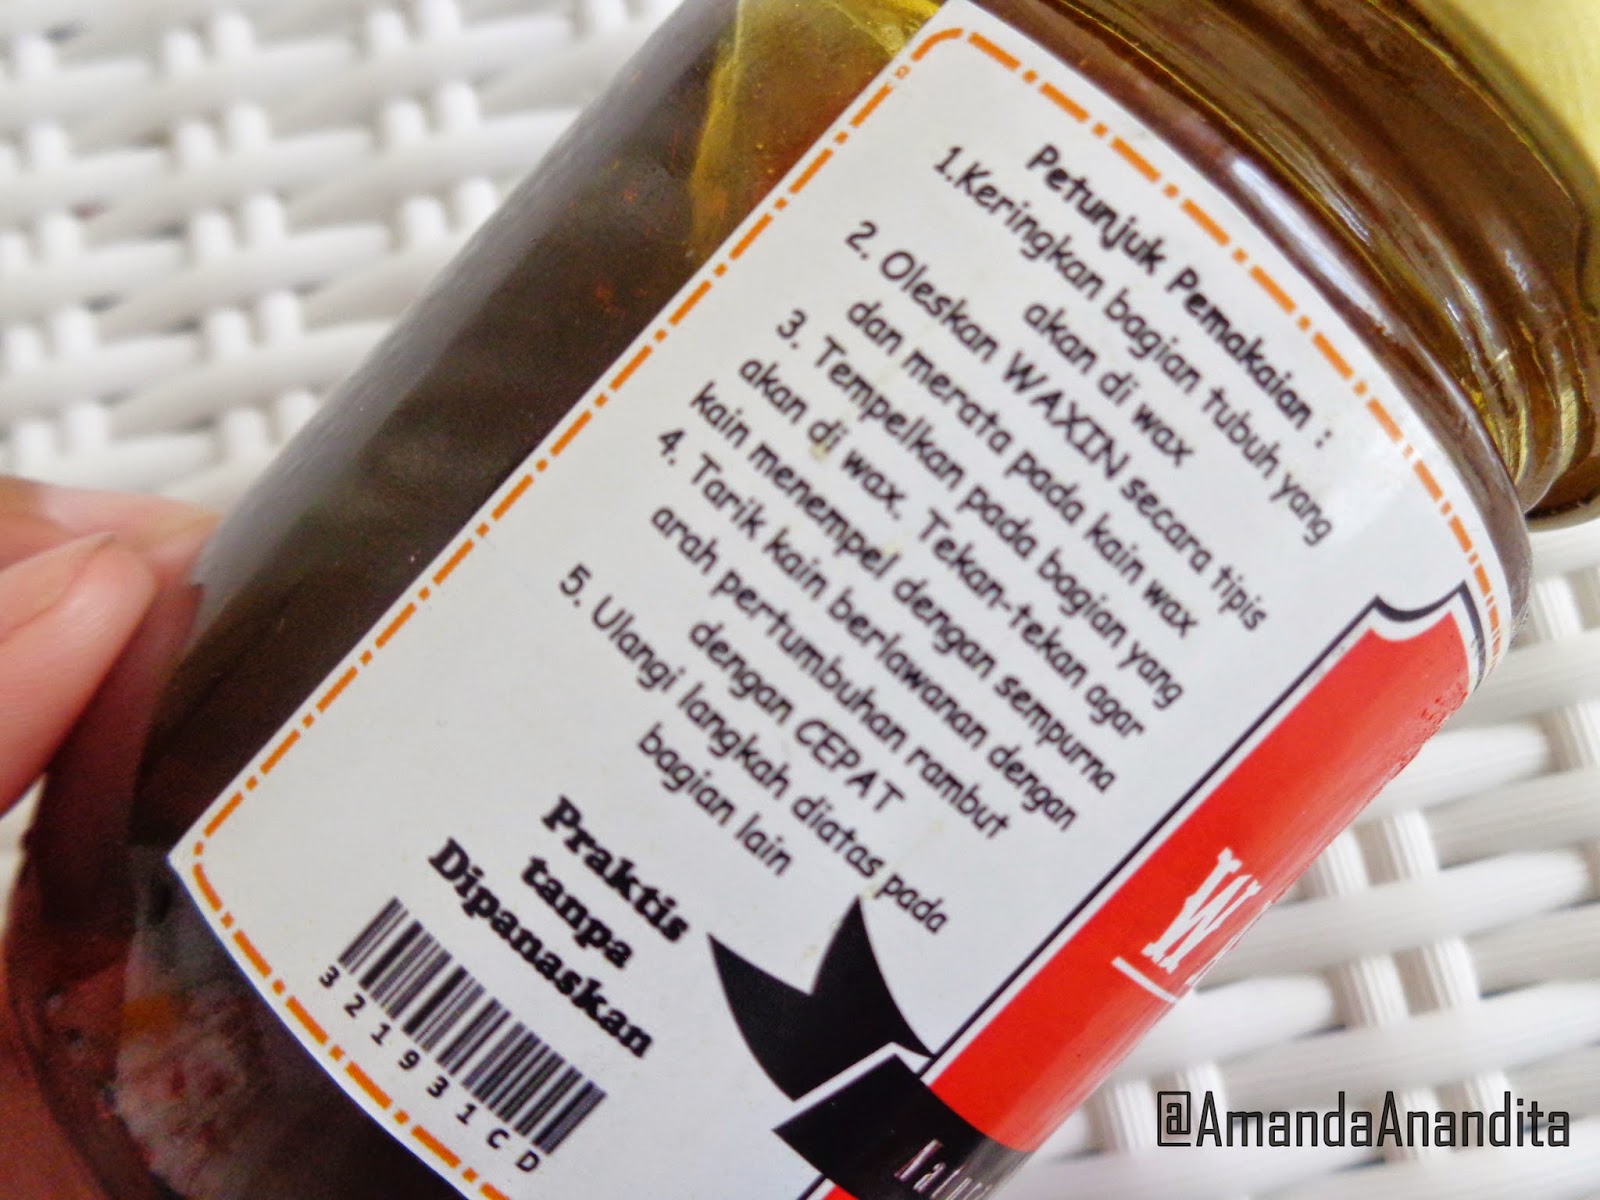 Petunjuk Pemakaian :
1.Keringkan bagian tubuh yang
akan di wax
2. Oleskan WAXIN secara tipis
dan merata pada kain wax
3. Tempelkan pada bagian yang
akan di wax. Tekan-tekan agar
kain menempel dengan sempurna
4. Tarik kain berlawanan dengan
arah pertumbuhan rambut
dengan CEPAT
5. Ulangi langkah diatas pada
bagian lain
Praktis
tanpa
Dipanaskan
321931CD
@AmandaAnandita